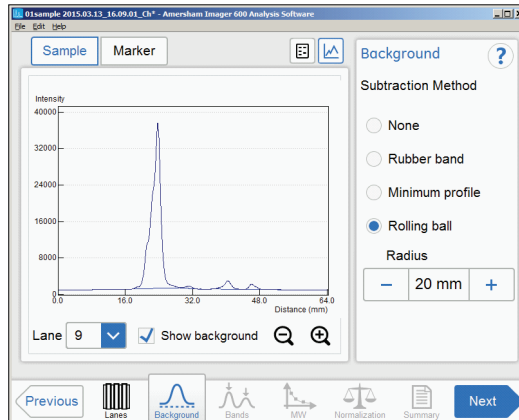 01sample 2015.03.13_16.09.01_Ch* - Amersham Imager 600 Analysis Software
File Edit Help
Sample Marker
Intensity
40000
32000
24000
16000
8000
0.0 16.0 32.0 48.0 64.0
Distance (mm)
Lane 9 Show background
Background ?
Subtraction Method
None
Rubber band
Minimum profile
Rolling ball
Radius
− 20 mm +
Previous Lanes Background Bands MW Normalization Summary Next